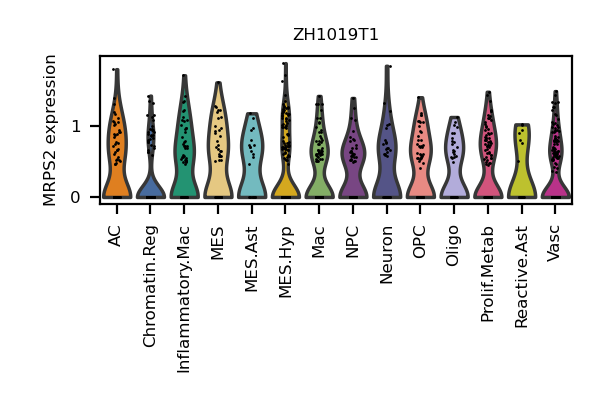 ZH1019T1
MRPS2 expression
1
0
AC
Chromatin.Reg
Inflammatory.Mac
MES
MES.Ast
MES.Hyp
Mac
NPC
Neuron
OPC
Oligo
Prolif.Metab
Reactive.Ast
Vasc